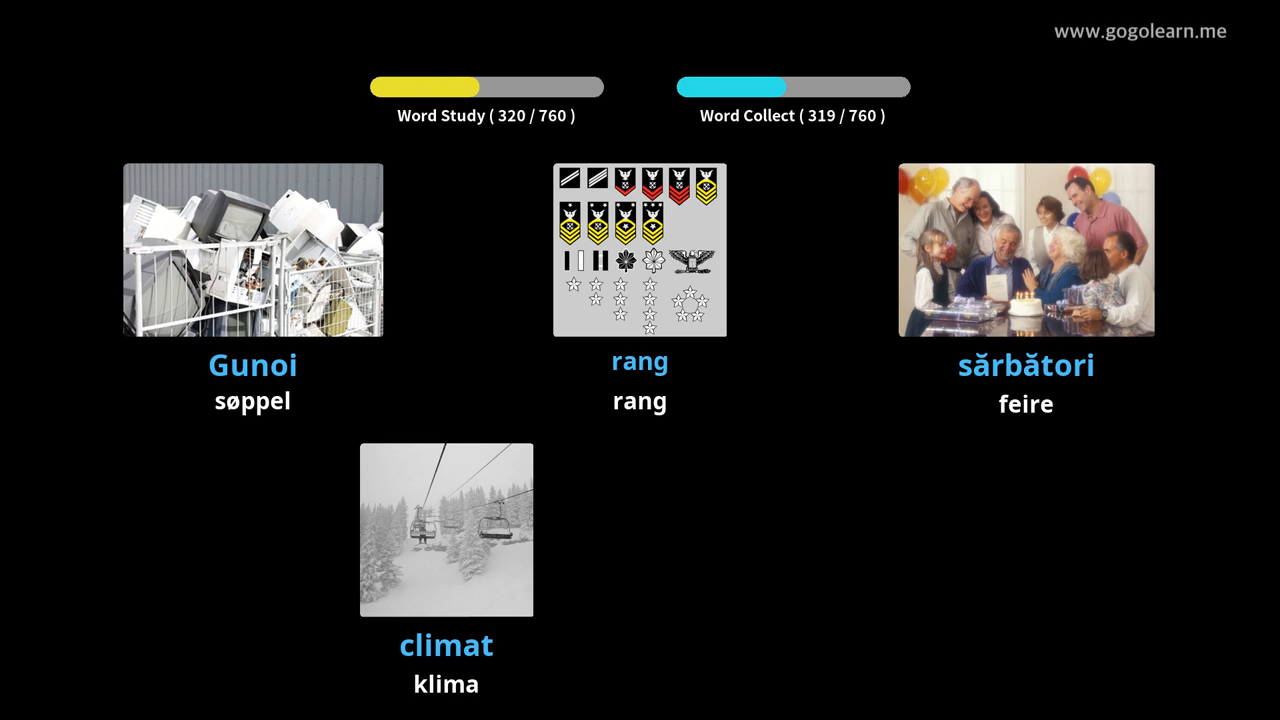 www.gogolearn.me
Word Study ( 320 / 760 )
Word Collect ( 319 / 760 )
Gunoi
søppel
rang
rang
sărbători
feire
climat
klima